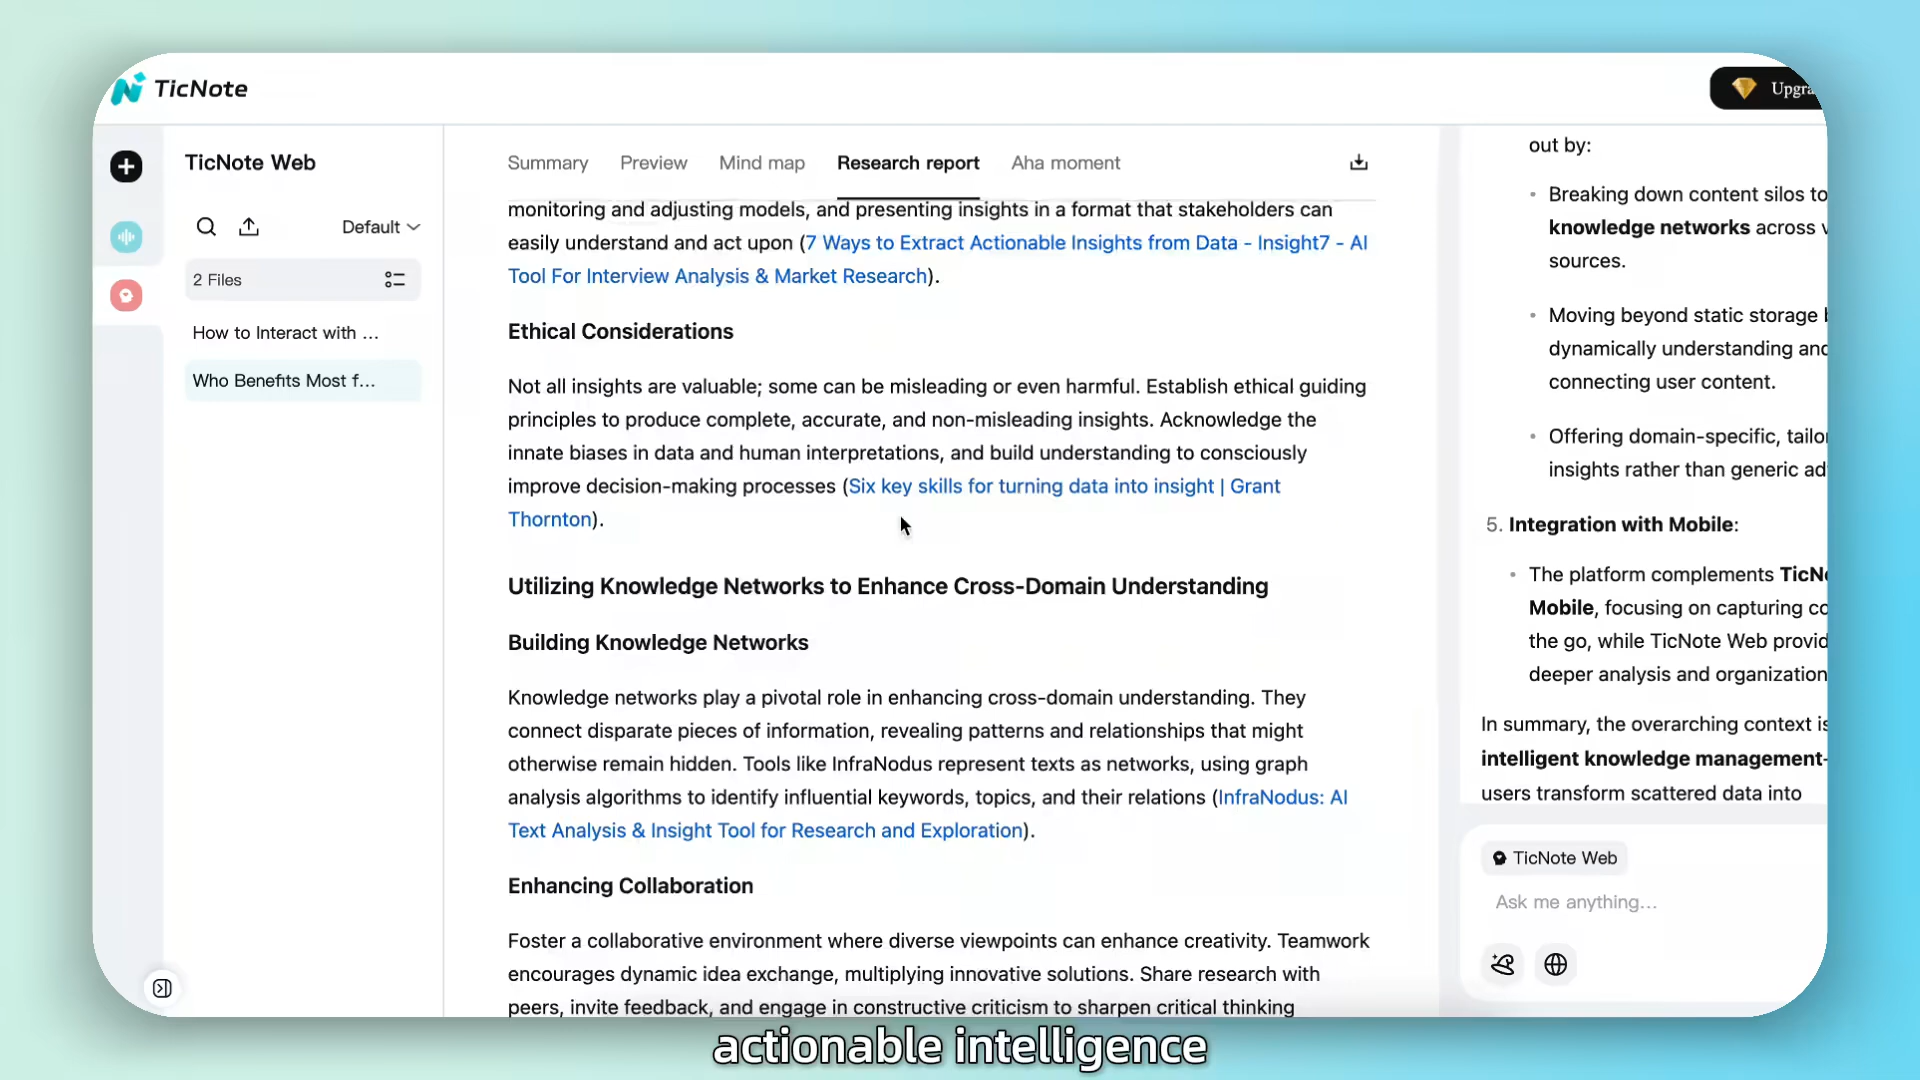 TicNote
Upgra
TicNote Web
Default
2 Files
How to Interact with ...
Who Benefits Most f...
Summary
Preview
Mind map
Research report
Aha moment
monitoring and adjusting models, and presenting insights in a format that stakeholders can
easily understand and act upon (7 Ways to Extract Actionable Insights from Data - Insight7 - AI
Tool For Interview Analysis & Market Research).
Ethical Considerations
Not all insights are valuable; some can be misleading or even harmful. Establish ethical guiding
principles to produce complete, accurate, and non-misleading insights. Acknowledge the
innate biases in data and human interpretations, and build understanding to consciously
improve decision-making processes (Six key skills for turning data into insight | Grant
Thornton).
Utilizing Knowledge Networks to Enhance Cross-Domain Understanding
Building Knowledge Networks
Knowledge networks play a pivotal role in enhancing cross-domain understanding. They
connect disparate pieces of information, revealing patterns and relationships that might
otherwise remain hidden. Tools like InfraNodus represent texts as networks, using graph
analysis algorithms to identify influential keywords, topics, and their relations (InfraNodus: AI
Text Analysis & Insight Tool for Research and Exploration).
Enhancing Collaboration
Foster a collaborative environment where diverse viewpoints can enhance creativity. Teamwork
encourages dynamic idea exchange, multiplying innovative solutions. Share research with
peers, invite feedback, and engage in constructive criticism to sharpen critical thinking
out by:
• Breaking down content silos to
knowledge networks across
sources.
• Moving beyond static storage
dynamically understanding and
connecting user content.
• Offering domain-specific, tailo
insights rather than generic ad
5. Integration with Mobile:
• The platform complements TicNo
Mobile, focusing on capturing co
the go, while TicNote Web provid
deeper analysis and organization
In summary, the overarching context is
intelligent knowledge management-
users transform scattered data into
TicNote Web
Ask me anything...
actionable intelligence